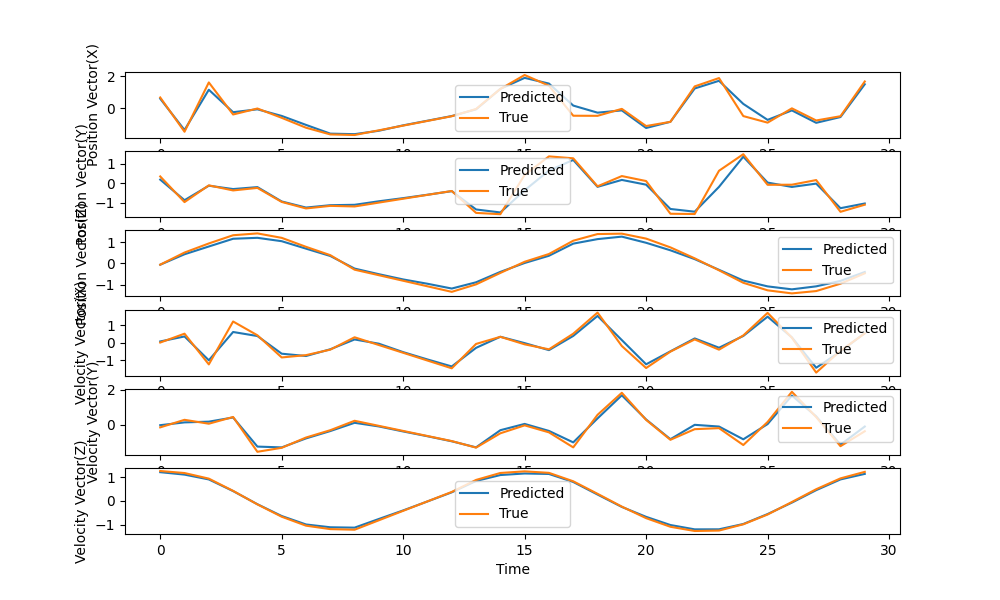 Position Vector(X)
2
0
Predicted
True
Position Vector(Y)
1
0
−1
Predicted
True
Position Vector(Z)
1
0
−1
Predicted
True
Velocity Vector(X)
1
0
−1
Predicted
True
Velocity Vector(Y)
2
0
Predicted
True
Velocity Vector(Z)
1
0
−1
Predicted
True
0 5 10 15 20 25 30
Time